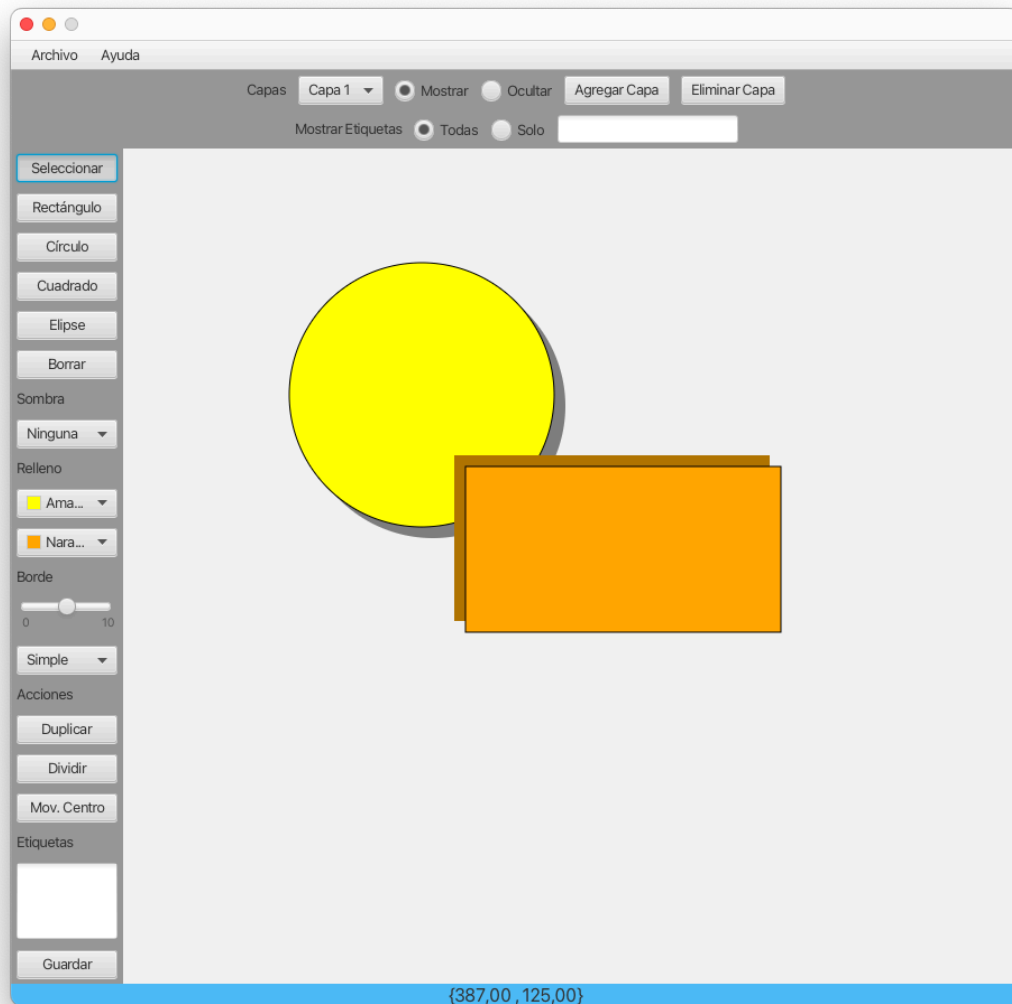 Archivo Ayuda
Capas Capa 1 Mostrar Ocultar Agregar Capa Eliminar Capa
Mostrar Etiquetas Todas Solo
Seleccionar
Rectángulo
Círculo
Cuadrado
Elipse
Borrar
Sombra
Ninguna
Relleno
Ama...
Nara...
Borde
0 10
Simple
Acciones
Duplicar
Dividir
Mov. Centro
Etiquetas
Guardar
{387,00 , 125,00}